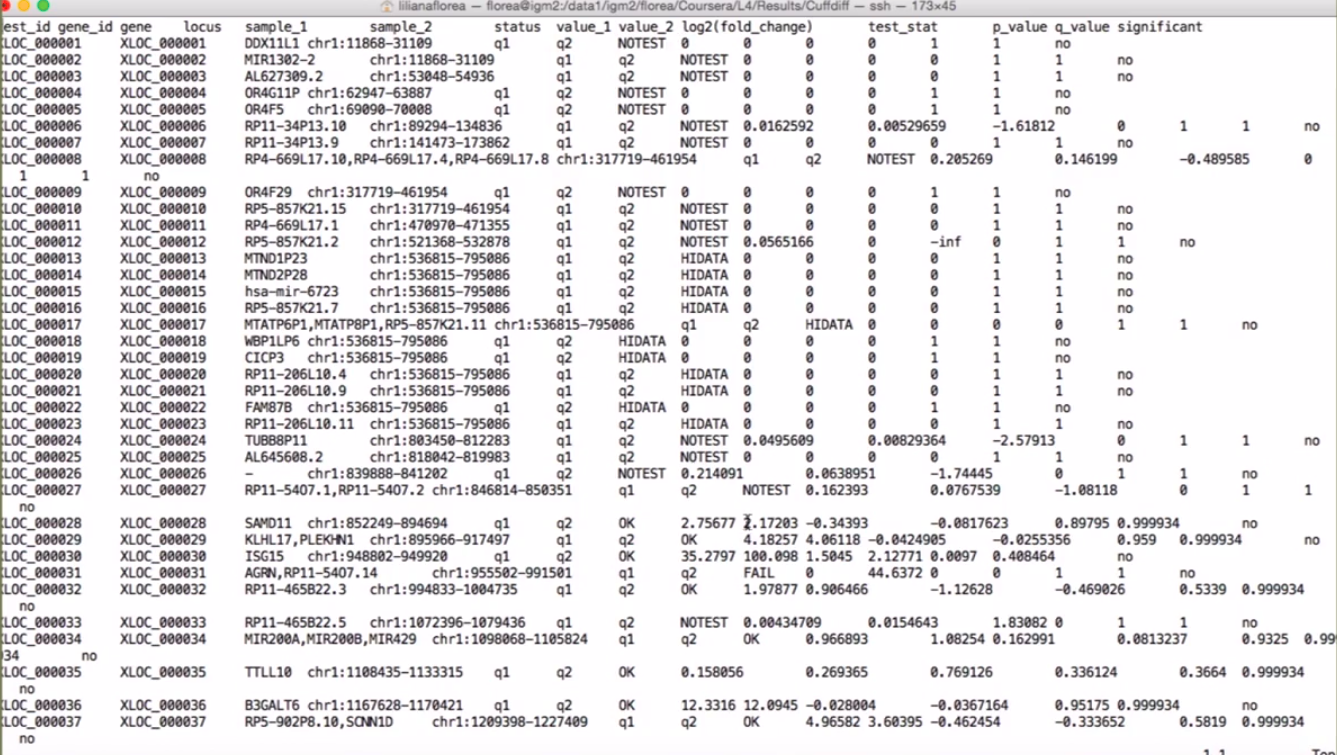 lilianaflorea — florea@igm2:/data1/igm2/florea/Coursera/L4/Results/Cuffdiff — ssh — 173×45
est_id gene_id gene locus sample_1 sample_2 status value_1 value_2 log2(fold_change) test_stat p_value q_value significant
LOC_000001 XLOC_000001 DDX11L1 chr1:11868-31109 q1 q2 NOTEST 0 0 0 0 1 1 no
LOC_000002 XLOC_000002 MIR1302-2 chr1:11868-31109 q1 q2 NOTEST 0 0 0 0 1 1 no
LOC_000003 XLOC_000003 AL627309.2 chr1:53048-54936 q1 q2 NOTEST 0 0 0 0 1 1 no
LOC_000004 XLOC_000004 OR4G11P chr1:62947-63887 q1 q2 NOTEST 0 0 0 0 1 1 no
LOC_000005 XLOC_000005 OR4F5 chr1:69090-70008 q1 q2 NOTEST 0 0 0 0 1 1 no
LOC_000006 XLOC_000006 RP11-34P13.10 chr1:89294-134836 q1 q2 NOTEST 0.0162592 0.00529659 -1.61812 0 1 1 no
LOC_000007 XLOC_000007 RP11-34P13.9 chr1:141473-173862 q1 q2 NOTEST 0 0 0 0 1 1 no
LOC_000008 XLOC_000008 RP4-669L17.10,RP4-669L17.4,RP4-669L17.8 chr1:317719-461954 q1 q2 NOTEST 0.205269 0.146199 -0.489585 0
1 1 no
LOC_000009 XLOC_000009 OR4F29 chr1:317719-461954 q1 q2 NOTEST 0 0 0 0 1 1 no
LOC_000010 XLOC_000010 RP5-857K21.15 chr1:317719-461954 q1 q2 NOTEST 0 0 0 0 1 1 no
LOC_000011 XLOC_000011 RP4-669L17.1 chr1:470970-471355 q1 q2 NOTEST 0 0 0 0 1 1 no
LOC_000012 XLOC_000012 RP5-857K21.2 chr1:521368-532878 q1 q2 NOTEST 0.0565166 0 -inf 0 1 1 no
LOC_000013 XLOC_000013 MTND1P23 chr1:536815-795086 q1 q2 HIDATA 0 0 0 0 1 1 no
LOC_000014 XLOC_000014 MTND2P28 chr1:536815-795086 q1 q2 HIDATA 0 0 0 0 1 1 no
LOC_000015 XLOC_000015 hsa-mir-6723 chr1:536815-795086 q1 q2 HIDATA 0 0 0 0 1 1 no
LOC_000016 XLOC_000016 RP5-857K21.7 chr1:536815-795086 q1 q2 HIDATA 0 0 0 0 1 1 no
LOC_000017 XLOC_000017 MTATP6P1,MTATP8P1,RP5-857K21.11 chr1:536815-795086 q1 q2 HIDATA 0 0 0 0 1 1 no
LOC_000018 XLOC_000018 WBP1LP6 chr1:536815-795086 q1 q2 HIDATA 0 0 0 0 1 1 no
LOC_000019 XLOC_000019 CICP3 chr1:536815-795086 q1 q2 HIDATA 0 0 0 0 1 1 no
LOC_000020 XLOC_000020 RP11-206L10.4 chr1:536815-795086 q1 q2 HIDATA 0 0 0 0 1 1 no
LOC_000021 XLOC_000021 RP11-206L10.9 chr1:536815-795086 q1 q2 HIDATA 0 0 0 0 1 1 no
LOC_000022 XLOC_000022 FAM87B chr1:536815-795086 q1 q2 HIDATA 0 0 0 0 1 1 no
LOC_000023 XLOC_000023 RP11-206L10.11 chr1:536815-795086 q1 q2 HIDATA 0 0 0 0 1 1 no
LOC_000024 XLOC_000024 TUBB8P11 chr1:803450-812283 q1 q2 NOTEST 0.0495609 0.00829364 -2.57913 0 1 1 no
LOC_000025 XLOC_000025 AL645608.2 chr1:818042-819983 q1 q2 NOTEST 0 0 0 0 1 1 no
LOC_000026 XLOC_000026 - chr1:839888-841202 q1 q2 NOTEST 0.214091 0.0638951 -1.74445 0 1 1 no
LOC_000027 XLOC_000027 RP11-54O7.1,RP11-54O7.2 chr1:846814-850351 q1 q2 NOTEST 0.162393 0.0767539 -1.08118 0 1 1
no
LOC_000028 XLOC_000028 SAMD11 chr1:852249-894694 q1 q2 OK 2.75677 2.17203 -0.34393 -0.0817623 0.89795 0.999934 no
LOC_000029 XLOC_000029 KLHL17,PLEKHN1 chr1:895966-917497 q1 q2 OK 4.18257 4.06118 -0.0424905 -0.0255356 0.959 0.999934 no
LOC_000030 XLOC_000030 ISG15 chr1:948802-949920 q1 q2 OK 35.2797 100.098 1.5045 2.12771 0.0097 0.408464 no
LOC_000031 XLOC_000031 AGRN,RP11-54O7.14 chr1:955502-991501 q1 q2 FAIL 0 44.6372 0 0 1 1 no
LOC_000032 XLOC_000032 RP11-465B22.3 chr1:994833-1004735 q1 q2 OK 1.97877 0.906466 -1.12628 -0.469026 0.5339 0.999934
no
LOC_000033 XLOC_000033 RP11-465B22.5 chr1:1072396-1079436 q1 q2 NOTEST 0.00434709 0.0154643 1.83082 0 1 1 no
LOC_000034 XLOC_000034 MIR200A,MIR200B,MIR429 chr1:1098068-1105824 q1 q2 OK 0.966893 1.08254 0.162991 0.0813237 0.9325 0.99
34 no
LOC_000035 XLOC_000035 TTLL10 chr1:1108435-1133315 q1 q2 OK 0.158056 0.269365 0.769126 0.336124 0.3664 0.999934
no
LOC_000036 XLOC_000036 B3GALT6 chr1:1167628-1170421 q1 q2 OK 12.3316 12.0945 -0.028004 -0.0367164 0.95175 0.999934 no
LOC_000037 XLOC_000037 RP5-902P8.10,SCNN1D chr1:1209398-1227409 q1 q2 OK 4.96582 3.60395 -0.462454 -0.333652 0.5819 0.999934
no